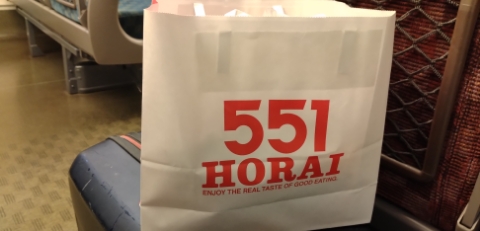 551
HORAI
ENJOY THE REAL TASTE OF GOOD EATING.